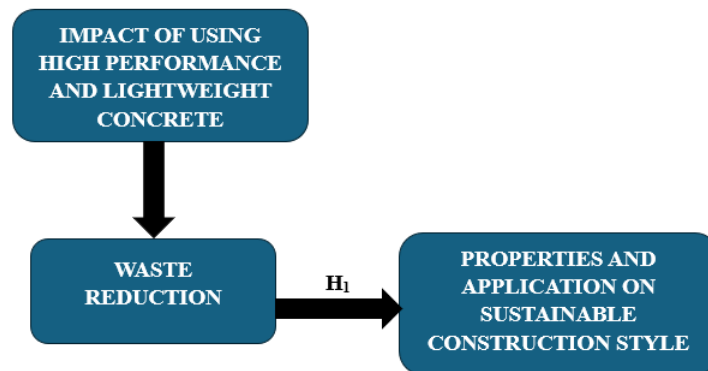 IMPACT OF USING
HIGH PERFORMANCE
AND LIGHTWEIGHT
CONCRETE
WASTE
REDUCTION
H₁
PROPERTIES AND
APPLICATION ON
SUSTAINABLE
CONSTRUCTION STYLE